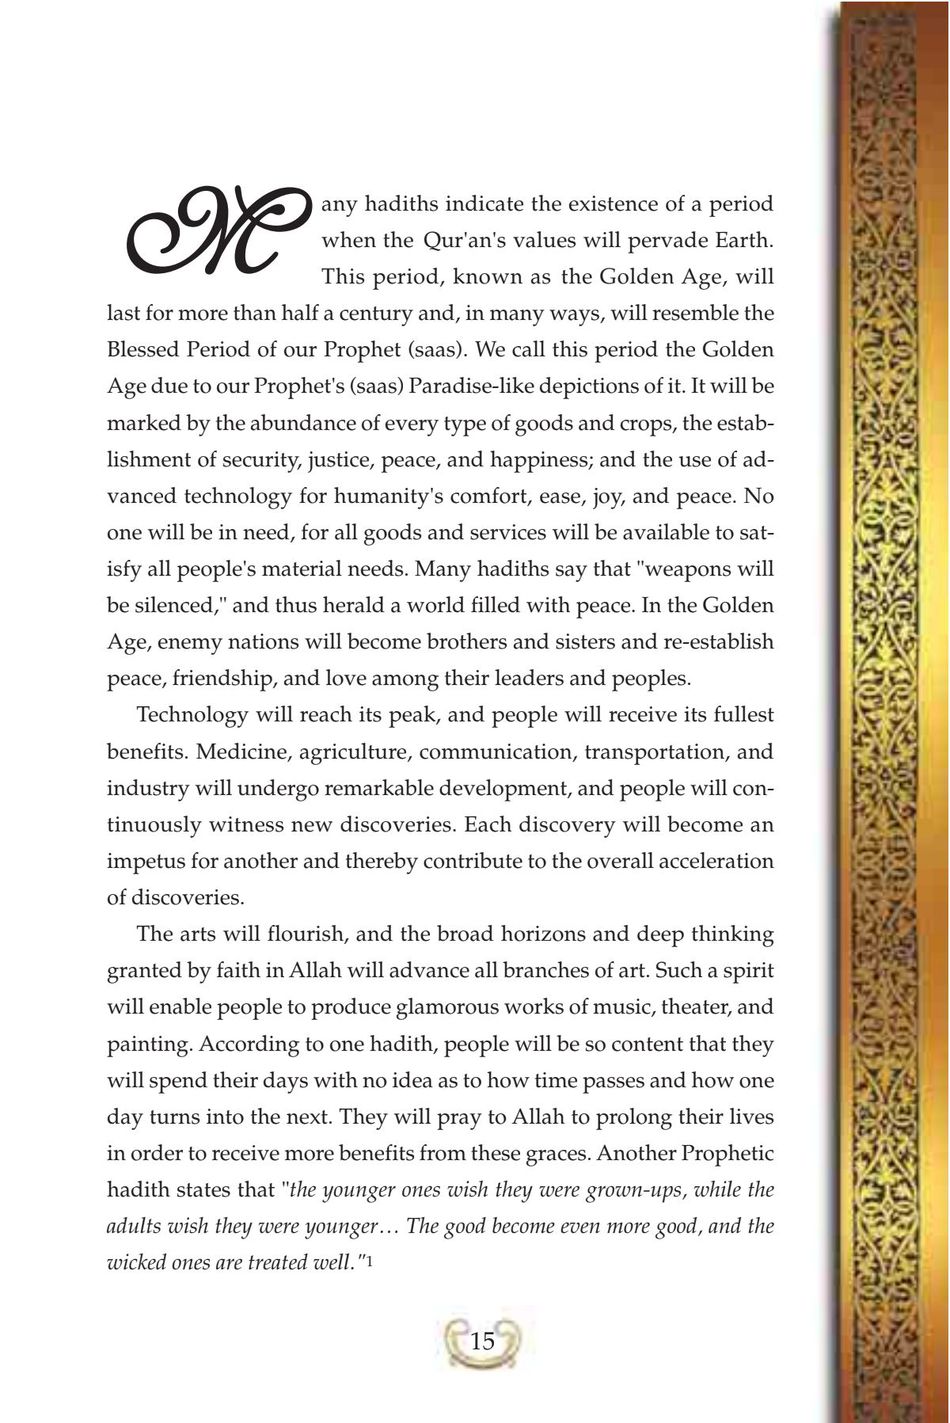 Many hadiths indicate the existence of a period
when the Qur'an's values will pervade Earth.
This period, known as the Golden Age, will
last for more than half a century and, in many ways, will resemble the
Blessed Period of our Prophet (saas). We call this period the Golden
Age due to our Prophet's (saas) Paradise-like depictions of it. It will be
marked by the abundance of every type of goods and crops, the estab-
lishment of security, justice, peace, and happiness; and the use of ad-
vanced technology for humanity's comfort, ease, joy, and peace. No
one will be in need, for all goods and services will be available to sat-
isfy all people's material needs. Many hadiths say that "weapons will
be silenced," and thus herald a world filled with peace. In the Golden
Age, enemy nations will become brothers and sisters and re-establish
peace, friendship, and love among their leaders and peoples.
Technology will reach its peak, and people will receive its fullest
benefits. Medicine, agriculture, communication, transportation, and
industry will undergo remarkable development, and people will con-
tinuously witness new discoveries. Each discovery will become an
impetus for another and thereby contribute to the overall acceleration
of discoveries.
The arts will flourish, and the broad horizons and deep thinking
granted by faith in Allah will advance all branches of art. Such a spirit
will enable people to produce glamorous works of music, theater, and
painting. According to one hadith, people will be so content that they
will spend their days with no idea as to how time passes and how one
day turns into the next. They will pray to Allah to prolong their lives
in order to receive more benefits from these graces. Another Prophetic
hadith states that "the younger ones wish they were grown-ups, while the
adults wish they were younger… The good become even more good, and the
wicked ones are treated well."1
15